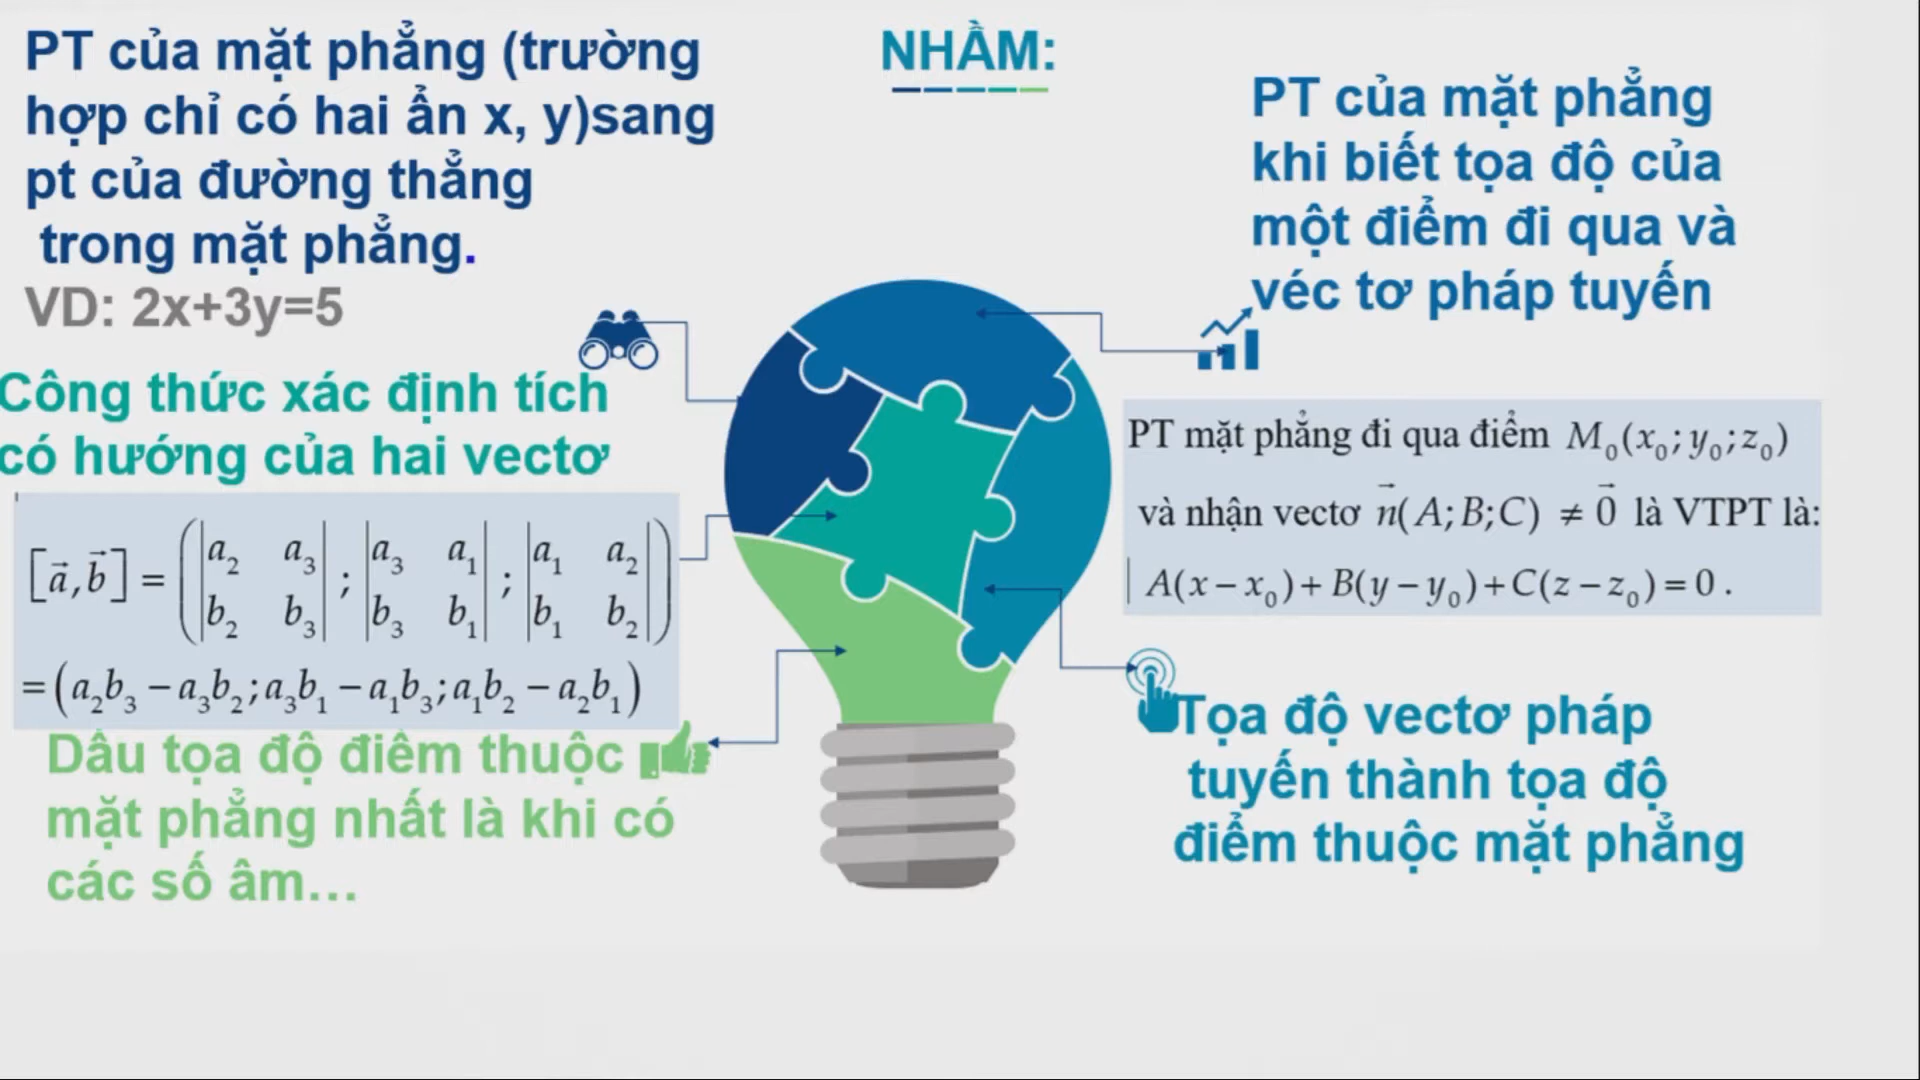 NHẦM:
PT của mặt phẳng (trường
hợp chỉ có hai ẩn x, y)sang
pt của đường thẳng
trong mặt phẳng.
VD: 2x+3y=5
Công thức xác định tích
có hướng của hai vectơ
[a⃗,b⃗] = (|a₂ a₃; b₂ b₃| ; |a₃ a₁; b₃ b₁| ; |a₁ a₂; b₁ b₂|)
= (a₂b₃ − a₃b₂; a₃b₁ − a₁b₃; a₁b₂ − a₂b₁)
Dấu tọa độ điểm thuộc
mặt phẳng nhất là khi có
các số âm...
PT của mặt phẳng
khi biết tọa độ của
một điểm đi qua và
véc tơ pháp tuyến
PT mặt phẳng đi qua điểm M₀(x₀; y₀; z₀)
và nhận vectơ n⃗(A; B; C) ≠ 0⃗ là VTPT là:
A(x − x₀) + B(y − y₀) + C(z − z₀) = 0 .
Tọa độ vectơ pháp
tuyến thành tọa độ
điểm thuộc mặt phẳng